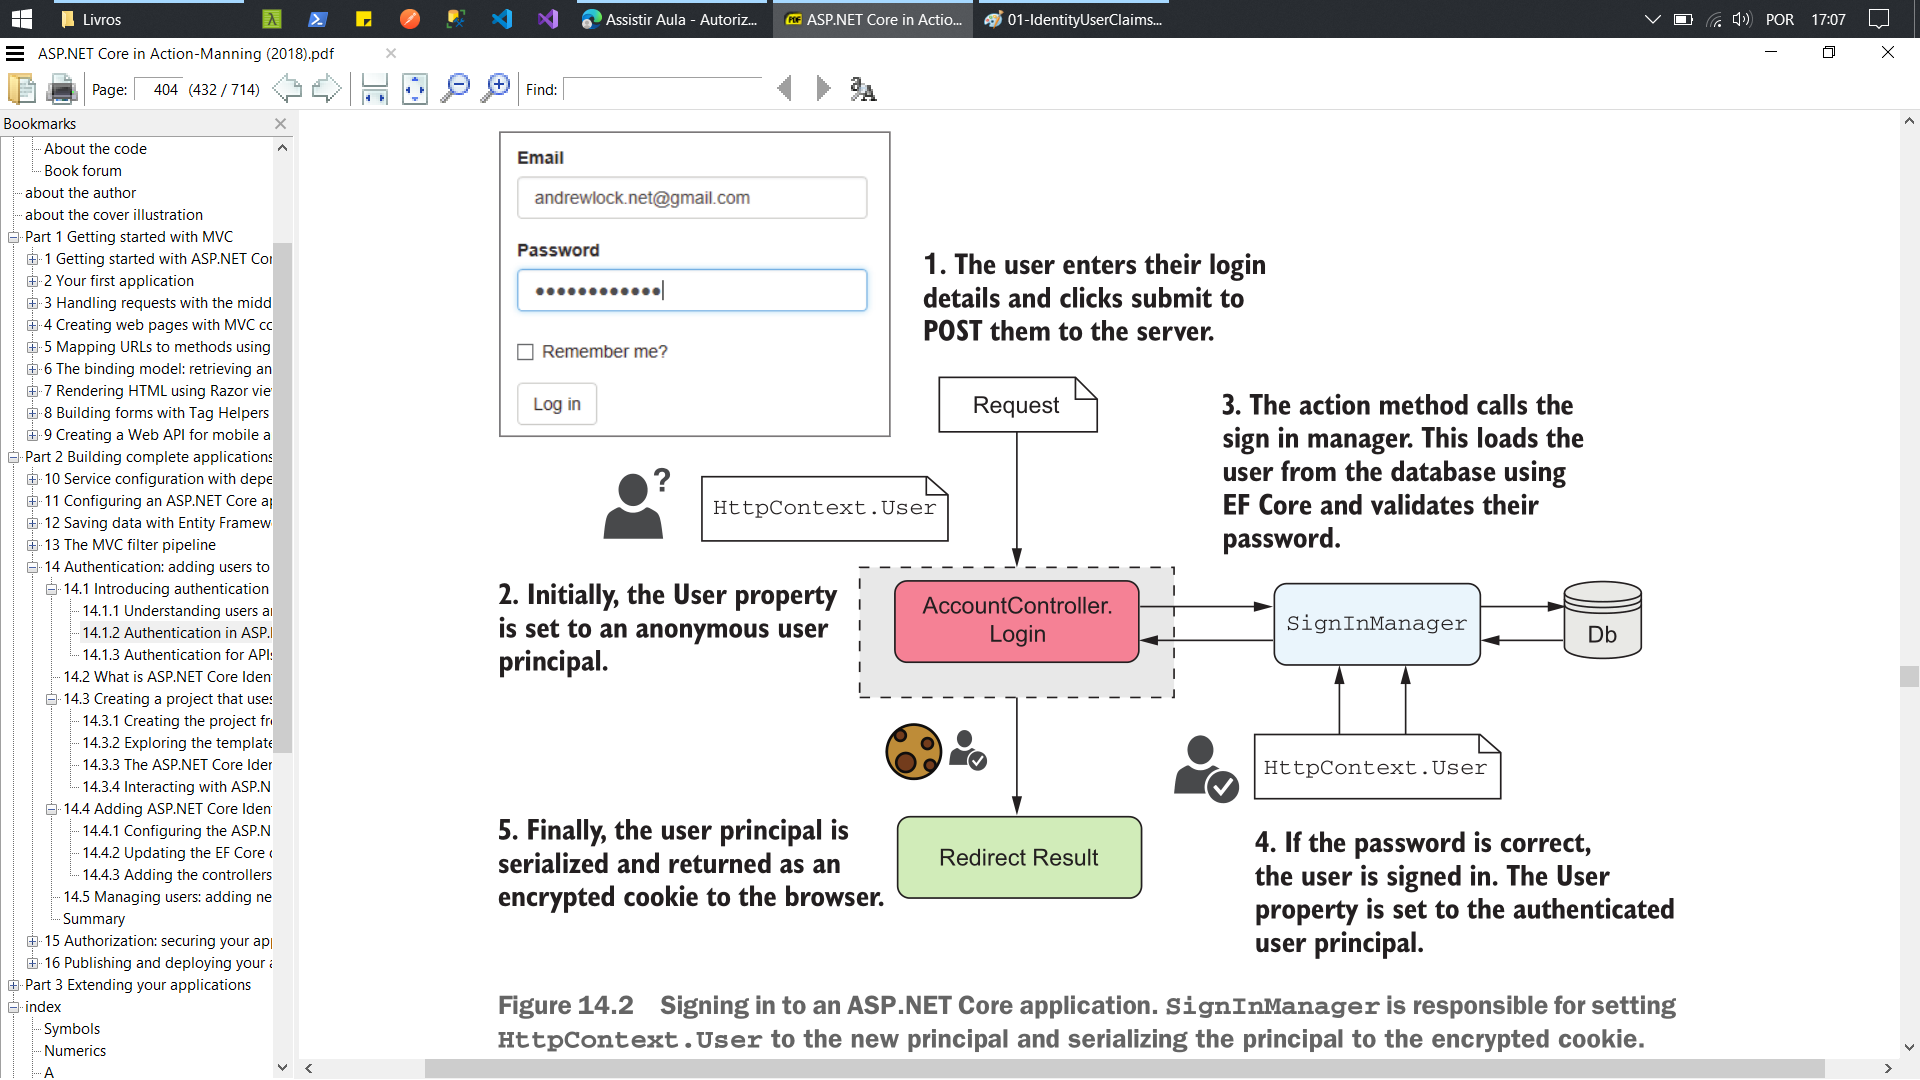 Livros
Assistir Aula - Autoriz...
ASP.NET Core in Actio...
01-IdentityUserClaims...
POR
17:07
ASP.NET Core in Action-Manning (2018).pdf
Page: 404 (432 / 714)
Find:
Bookmarks
About the code
Book forum
about the author
about the cover illustration
Part 1 Getting started with MVC
1 Getting started with ASP.NET Cor
2 Your first application
3 Handling requests with the midd
4 Creating web pages with MVC cc
5 Mapping URLs to methods using
6 The binding model: retrieving an
7 Rendering HTML using Razor vie
8 Building forms with Tag Helpers
9 Creating a Web API for mobile a
Part 2 Building complete applications
10 Service configuration with depe
11 Configuring an ASP.NET Core ap
12 Saving data with Entity Framew
13 The MVC filter pipeline
14 Authentication: adding users to
14.1 Introducing authentication
14.1.1 Understanding users a
14.1.2 Authentication in ASP.
14.1.3 Authentication for APIs
14.2 What is ASP.NET Core Iden
14.3 Creating a project that uses
14.3.1 Creating the project fr
14.3.2 Exploring the template
14.3.3 The ASP.NET Core Ider
14.3.4 Interacting with ASP.N
14.4 Adding ASP.NET Core Iden
14.4.1 Configuring the ASP.N
14.4.2 Updating the EF Core c
14.4.3 Adding the controllers
14.5 Managing users: adding ne
Summary
15 Authorization: securing your app
16 Publishing and deploying your a
Part 3 Extending your applications
index
Symbols
Numerics
A
Email
andrewlock.net@gmail.com
Password
Remember me?
Log in
1. The user enters their login
details and clicks submit to
POST them to the server.
Request
?
HttpContext.User
2. Initially, the User property
is set to an anonymous user
principal.
3. The action method calls the
sign in manager. This loads the
user from the database using
EF Core and validates their
password.
AccountController.
Login
SignInManager
Db
HttpContext.User
4. If the password is correct,
the user is signed in. The User
property is set to the authenticated
user principal.
5. Finally, the user principal is
serialized and returned as an
encrypted cookie to the browser.
Redirect Result
Figure 14.2 Signing in to an ASP.NET Core application. SignInManager is responsible for setting
HttpContext.User to the new principal and serializing the principal to the encrypted cookie.